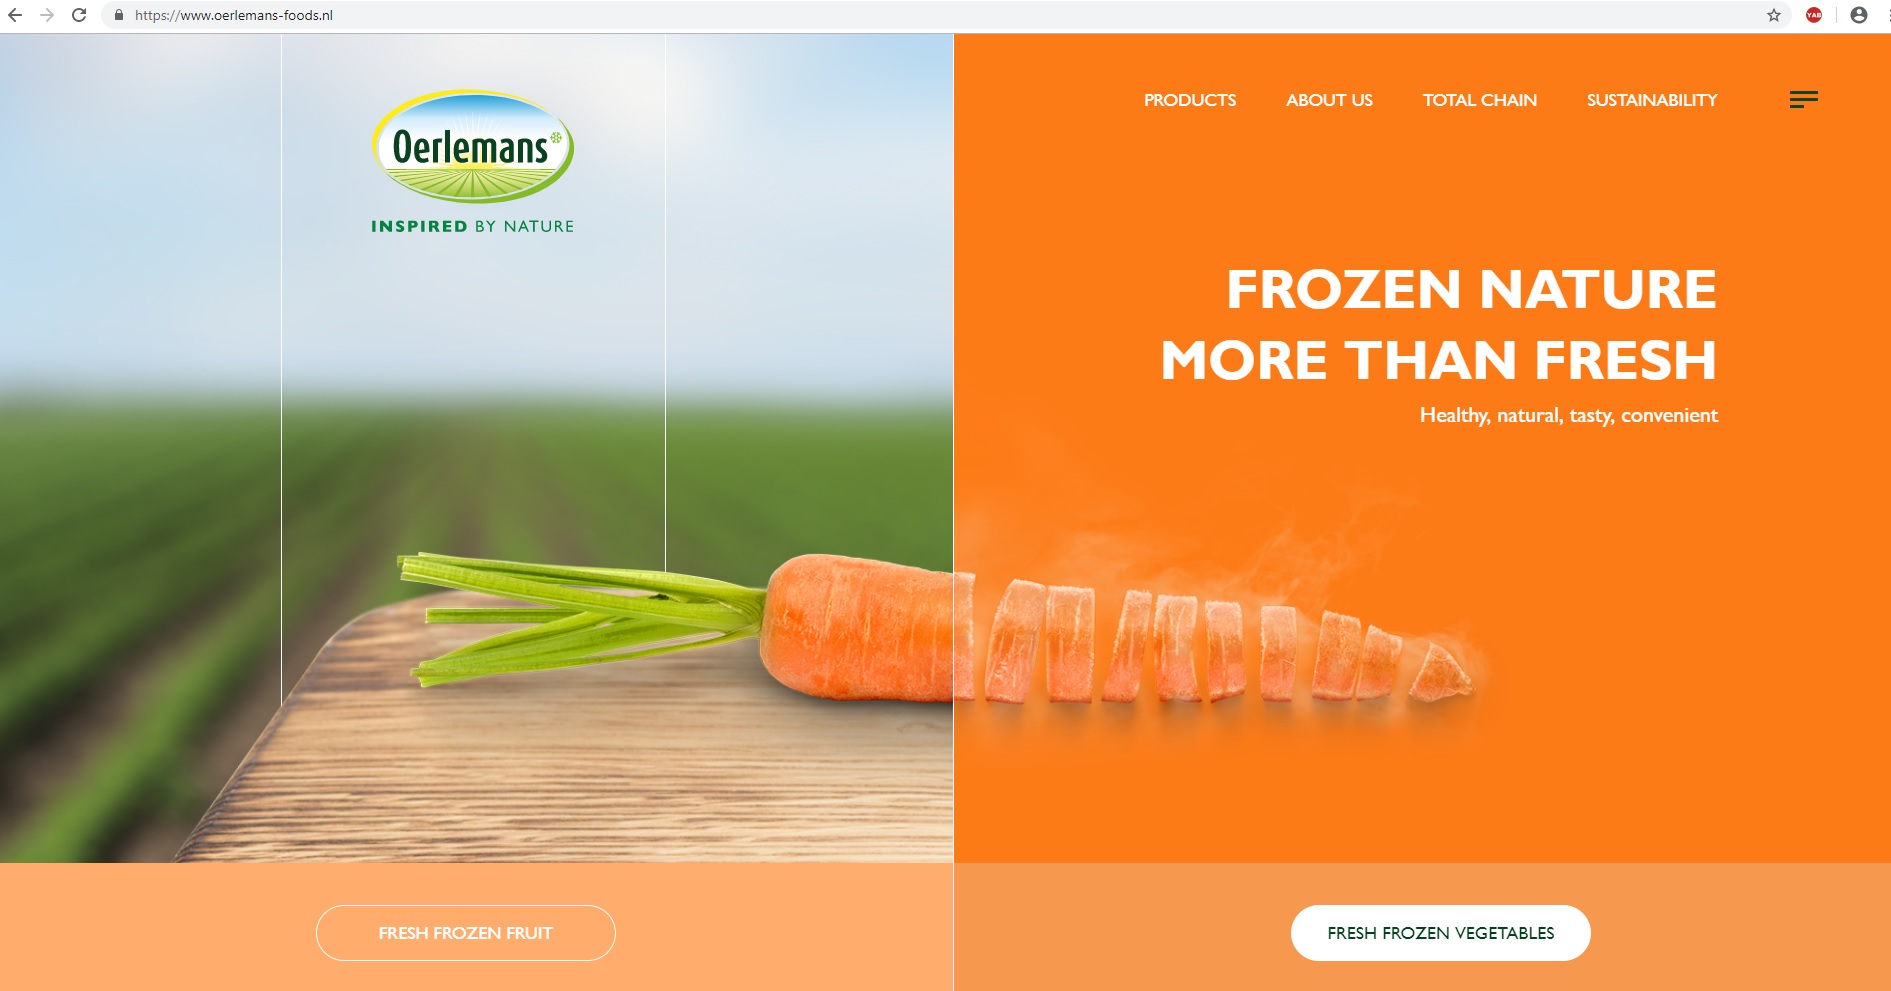 https://www.oerlemans-foods.nl
YAB
Oerlemans
INSPIRED BY NATURE
PRODUCTS ABOUT US TOTAL CHAIN SUSTAINABILITY
FROZEN NATURE
MORE THAN FRESH
Healthy, natural, tasty, convenient
FRESH FROZEN FRUIT
FRESH FROZEN VEGETABLES